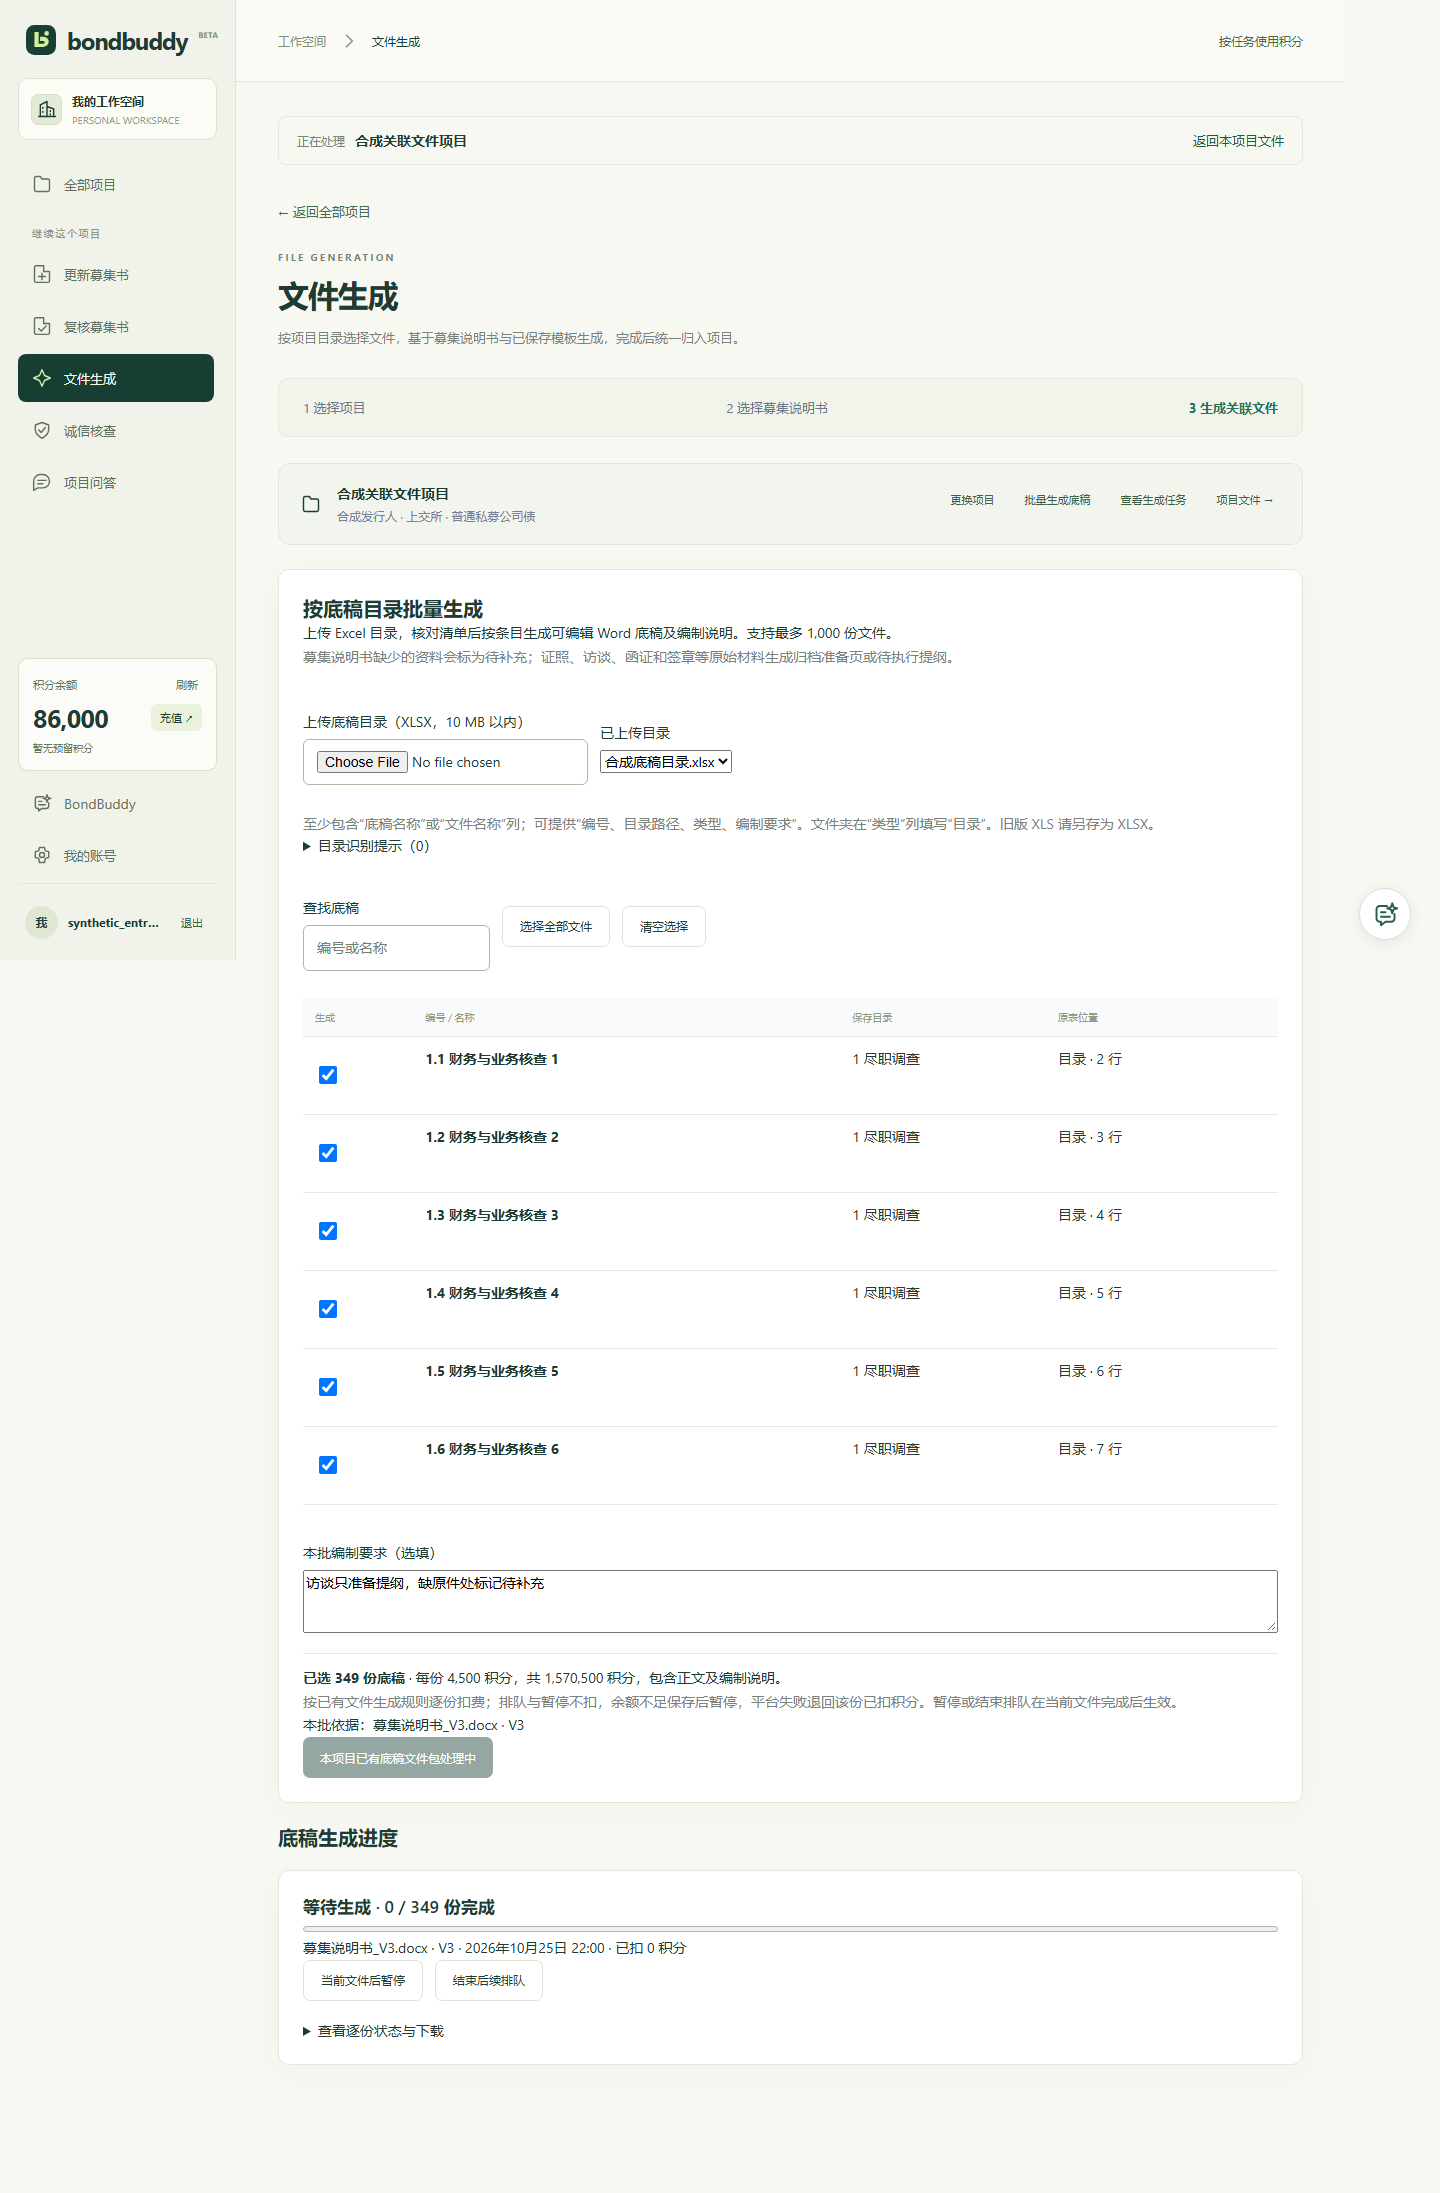 bondbuddy BETA
我的工作空间
PERSONAL WORKSPACE
全部项目
继续这个项目
更新募集书
复核募集书
文件生成
诚信核查
项目问答
积分余额 刷新
86,000 充值 ↗
暂无预留积分
BondBuddy
我的账号
我 synthetic_entr... 退出
工作空间 > 文件生成 按任务使用积分
正在处理 合成关联文件项目 返回本项目文件
← 返回全部项目
FILE GENERATION
文件生成
按项目目录选择文件，基于募集说明书与已保存模板生成，完成后统一归入项目。
1 选择项目 2 选择募集说明书 3 生成关联文件
合成关联文件项目
合成发行人 · 上交所 · 普通私募公司债
更换项目 批量生成底稿 查看生成任务 项目文件 →
按底稿目录批量生成
上传 Excel 目录，核对清单后按条目生成可编辑 Word 底稿及编制说明。支持最多 1,000 份文件。
募集说明书缺少的资料会标为待补充；证照、访谈、函证和签章等原始材料生成归档准备页或待执行提纲。
上传底稿目录（XLSX，10 MB 以内）
Choose File No file chosen
已上传目录
合成底稿目录.xlsx
至少包含“底稿名称”或“文件名称”列；可提供“编号、目录路径、类型、编制要求”。文件夹在“类型”列填写“目录”。旧版 XLS 请另存为 XLSX。
▶ 目录识别提示（0）
查找底稿
编号或名称
选择全部文件 清空选择
生成 编号 / 名称 保存目录 原表位置
1.1 财务与业务核查 1 1 尽职调查 目录 · 2 行
1.2 财务与业务核查 2 1 尽职调查 目录 · 3 行
1.3 财务与业务核查 3 1 尽职调查 目录 · 4 行
1.4 财务与业务核查 4 1 尽职调查 目录 · 5 行
1.5 财务与业务核查 5 1 尽职调查 目录 · 6 行
1.6 财务与业务核查 6 1 尽职调查 目录 · 7 行
本批编制要求（选填）
访谈只准备提纲，缺原件处标记待补充
已选 349 份底稿 · 每份 4,500 积分，共 1,570,500 积分，包含正文及编制说明。
按已有文件生成规则逐份扣费；排队与暂停不扣，余额不足保存后暂停，平台失败退回该份已扣积分。暂停或结束排队在当前文件完成后生效。
本批依据：募集说明书_V3.docx · V3
本项目已有底稿文件包处理中
底稿生成进度
等待生成 · 0 / 349 份完成
募集说明书_V3.docx · V3 · 2026年10月25日 22:00 · 已扣 0 积分
当前文件后暂停 结束后续排队
▶ 查看逐份状态与下载